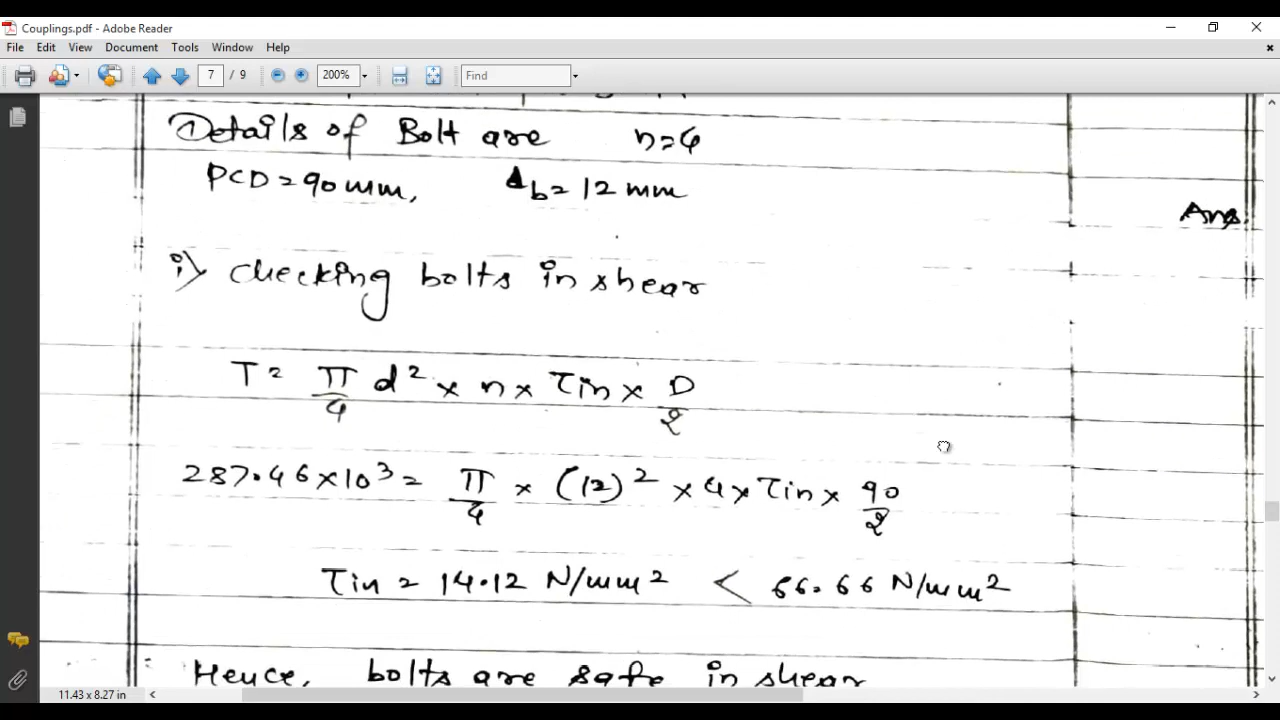 Couplings.pdf - Adobe Reader
File Edit View Document Tools Window Help
7 / 9 200% Find
Details of Bolt are n=4
PCD = 90 mm, db = 12 mm
Ans.
i) checking bolts in shear
T = π/4 d² × n × τin × D/2
287.46 × 10³ = π/4 × (12)² × 4 × τin × 90/2
τin = 14.12 N/mm² < 66.66 N/mm²
Hence, bolts are safe in shear
11.43 x 8.27 in